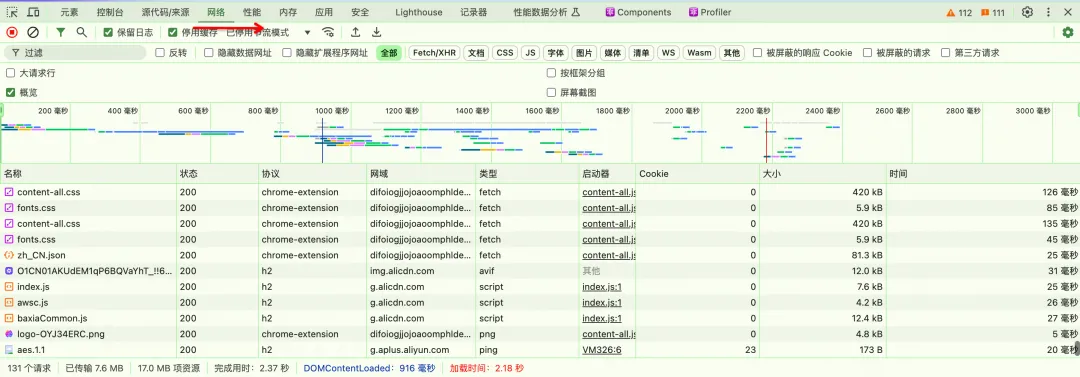 元素 控制台 源代码/来源 网络 性能 内存 应用 安全 Lighthouse 记录器 性能数据分析 Components Profiler 112 111
保留日志 停用缓存 已停用节流模式
过滤 反转 隐藏数据网址 隐藏扩展程序网址 全部 Fetch/XHR 文档 CSS JS 字体 图片 媒体 清单 WS Wasm 其他 被屏蔽的响应 Cookie 被屏蔽的请求 第三方请求
大请求行 按框架分组
概览 屏幕截图
200 毫秒 400 毫秒 600 毫秒 800 毫秒 1000 毫秒 1200 毫秒 1400 毫秒 1600 毫秒 1800 毫秒 2000 毫秒 2200 毫秒 2400 毫秒 2600 毫秒 2800 毫秒 3000 毫秒
名称 状态 协议 网域 类型 启动器 Cookie 大小 时间
content-all.css 200 chrome-extension difoiogjjojaoomphlde... fetch content-all.js 0 420 kB 126 毫秒
fonts.css 200 chrome-extension difoiogjjojaoomphlde... fetch content-all.js 0 5.9 kB 85 毫秒
content-all.css 200 chrome-extension difoiogjjojaoomphlde... fetch content-all.js 0 420 kB 135 毫秒
fonts.css 200 chrome-extension difoiogjjojaoomphlde... fetch content-all.js 0 5.9 kB 45 毫秒
zh_CN.json 200 chrome-extension difoiogjjojaoomphlde... fetch content-all.js 0 81.3 kB 25 毫秒
O1CN01AKUdEM1qP6BQVaYhT_!!6... 200 h2 img.alicdn.com avif 其他 0 12.0 kB 31 毫秒
index.js 200 h2 g.alicdn.com script index.js:1 0 7.6 kB 25 毫秒
awsc.js 200 h2 g.alicdn.com script index.js:1 0 4.2 kB 26 毫秒
baxiaCommon.js 200 h2 g.alicdn.com script index.js:1 0 12.4 kB 27 毫秒
logo-OYJ34ERC.png 200 chrome-extension difoiogjjojaoomphlde... png content-all.js 0 4.8 kB 5 毫秒
aes.1.1 200 h2 g.aplus.aliyun.com ping VM326:6 23 173 B 20 毫秒
131 个请求 已传输 7.6 MB 17.0 MB 项资源 完成用时：2.37 秒 DOMContentLoaded：916 毫秒 加载时间：2.18 秒